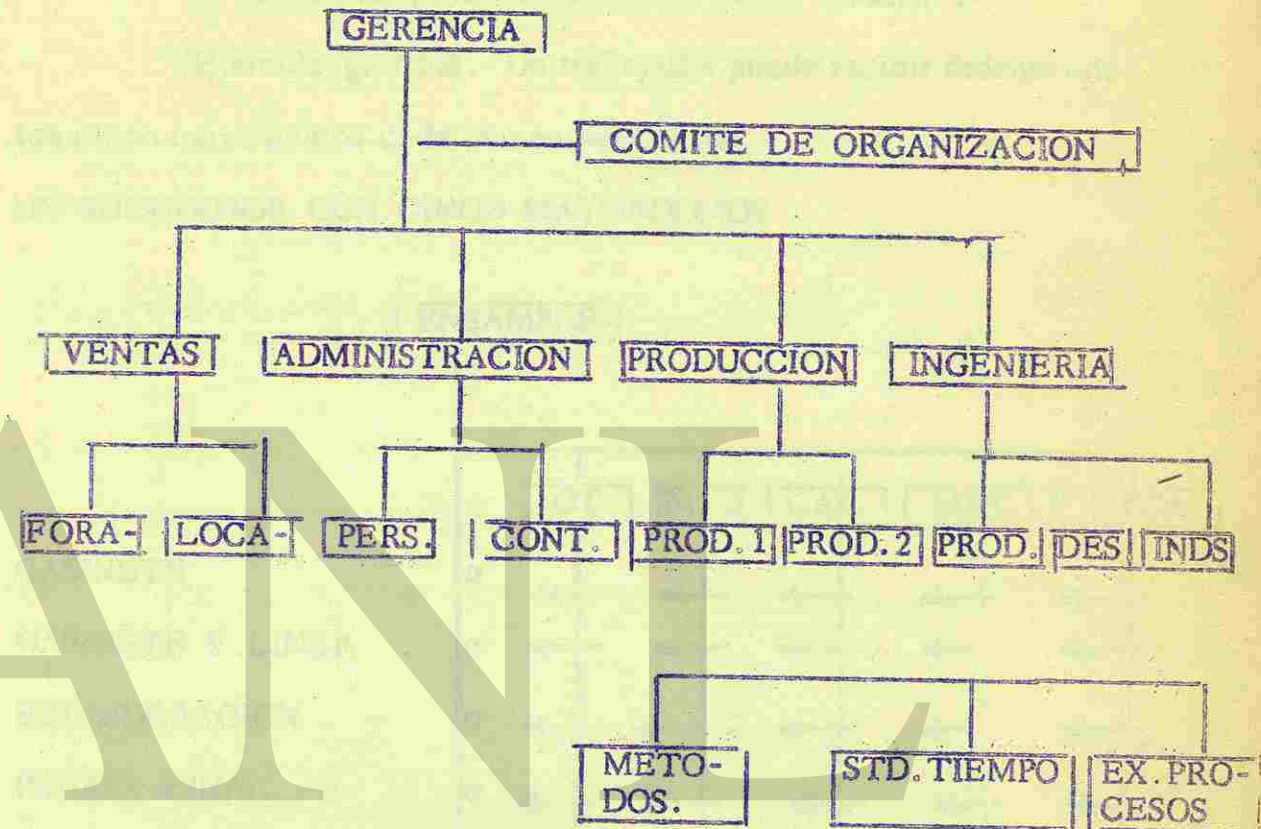 GERENCIA
COMITE DE ORGANIZACION
VENTAS ADMINISTRACION PRODUCCION INGENIERIA
FORA- LOCA- PERS. CONT. PROD. 1 PROD. 2 PROD. DES INDS
METO- STD. TIEMPO EX. PRO-
DOS. CESOS
ANL